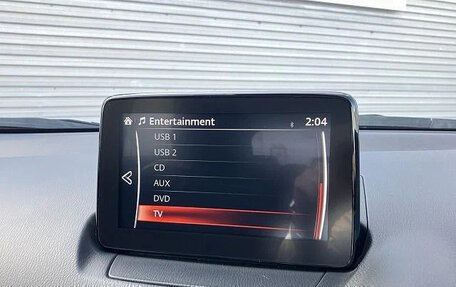 Entertainment 2:04
USB 1
USB 2
CD
AUX
DVD
TV